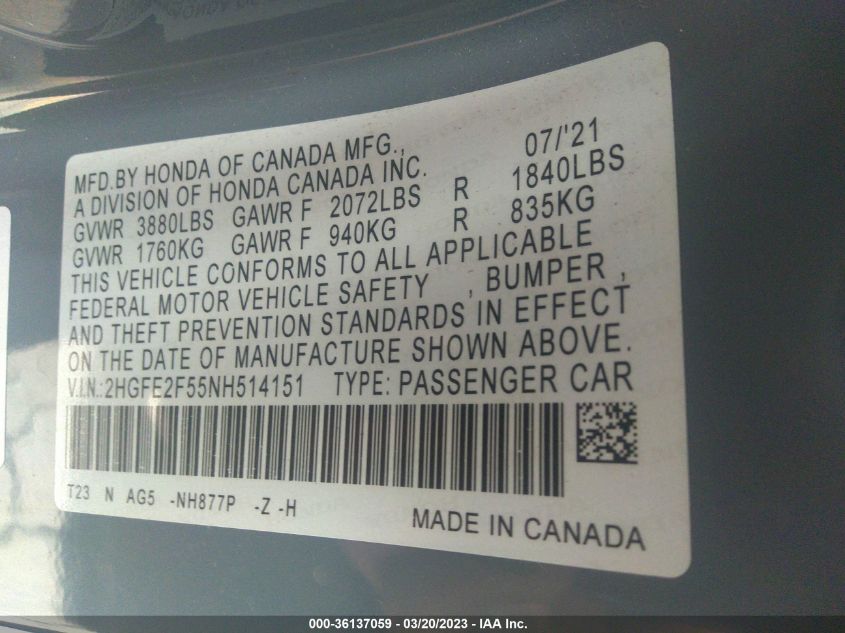 MFD.BY HONDA OF CANADA MFG., 07/'21
A DIVISION OF HONDA CANADA INC.
GVWR 3880LBS GAWR F 2072LBS R 1840LBS
GVWR 1760KG GAWR F 940KG R 835KG
THIS VEHICLE CONFORMS TO ALL APPLICABLE
FEDERAL MOTOR VEHICLE SAFETY , BUMPER ,
AND THEFT PREVENTION STANDARDS IN EFFECT
ON THE DATE OF MANUFACTURE SHOWN ABOVE.
V.I.N.:2HGFE2F55NH514151 TYPE: PASSENGER CAR
T23 N AG5 -NH877P -Z -H
MADE IN CANADA
000-36137059 — 03/20/2023 — IAA Inc.